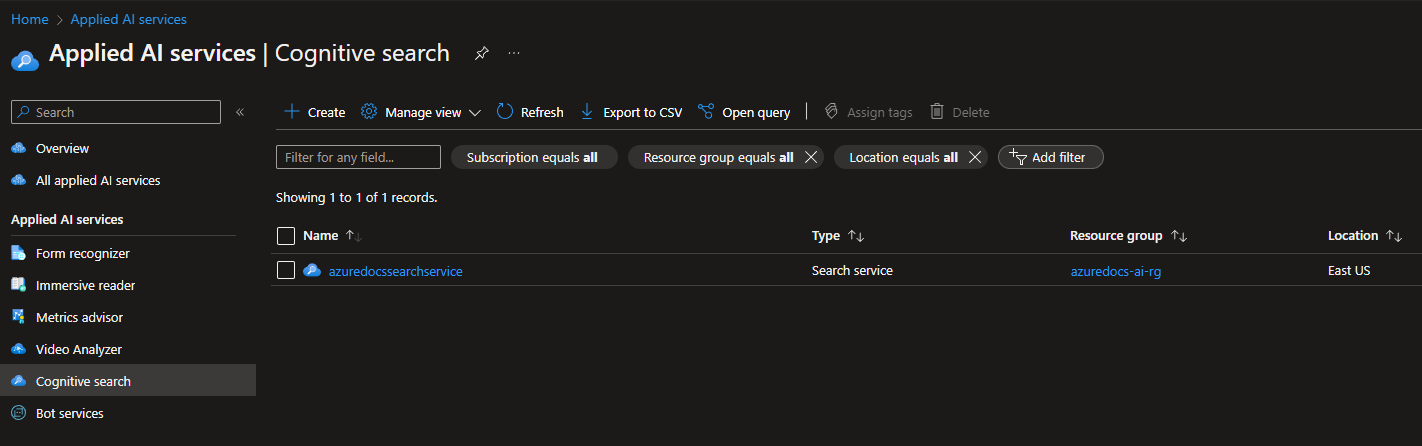 Home > Applied AI services
Applied AI services | Cognitive search ...
Search «
Overview
All applied AI services
Applied AI services
Form recognizer
Immersive reader
Metrics advisor
Video Analyzer
Cognitive search
Bot services
Create Manage view Refresh Export to CSV Open query Assign tags Delete
Filter for any field... Subscription equals all Resource group equals all Location equals all Add filter
Showing 1 to 1 of 1 records.
Name Type Resource group Location
azuredocssearchservice Search service azuredocs-ai-rg East US